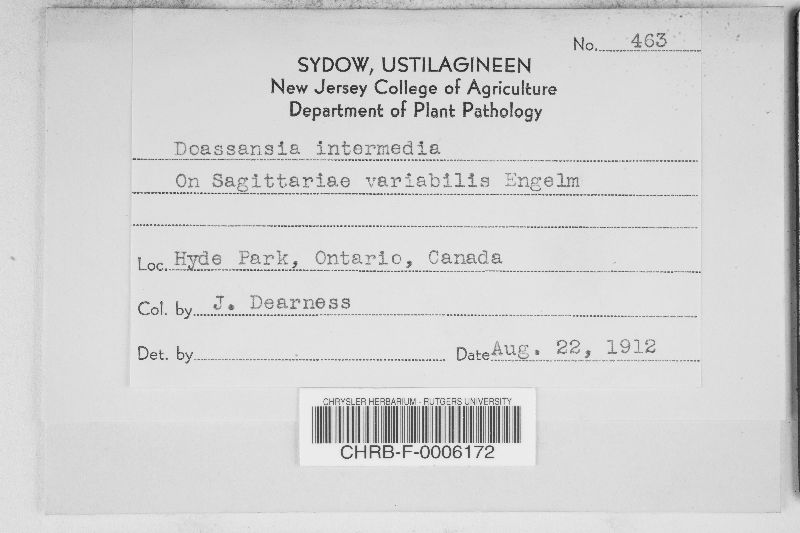 No. 463
SYDOW, USTILAGINEEN
New Jersey College of Agriculture
Department of Plant Pathology
Doassansia intermedia
On Sagittariae variabilis Engelm
Loc. Hyde Park, Ontario, Canada
Col. by J. Dearness
Det. by
Date Aug. 22, 1912
CHRYSLER HERBARIUM - RUTGERS UNIVERSITY
CHRB-F-0006172